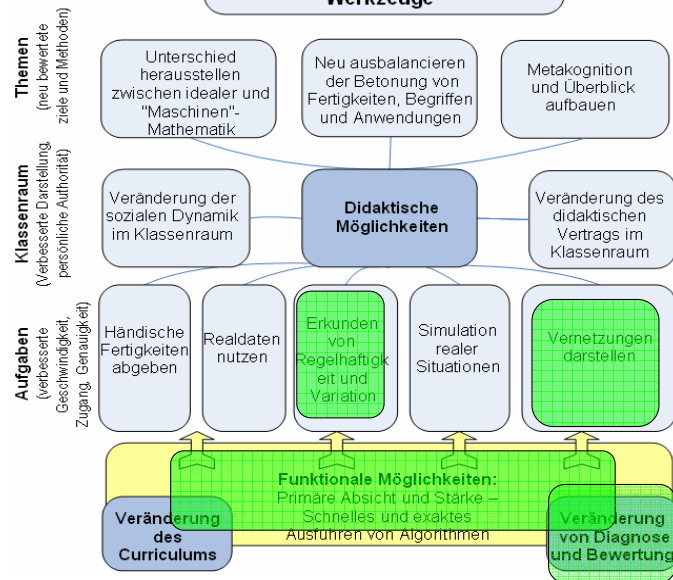 Werkzeuge
Themen
(neu bewertete
ziele und Methoden)
Unterschied
herausstellen
zwischen idealer und
"Maschinen"-
Mathematik
Neu ausbalancieren
der Betonung von
Fertigkeiten, Begriffen
und Anwendungen
Metakognition
und Überblick
aufbauen
Klassenraum
(Verbesserte Darstellung,
persönliche Authorität)
Veränderung der
sozialen Dynamik
im Klassenraum
Didaktische
Möglichkeiten
Veränderung des
didaktischen
Vertrags im
Klassenraum
Aufgaben
(verbesserte
Geschwindigkeit,
Zugang, Genauigkeit)
Händische
Fertigkeiten
abgeben
Realdaten
nutzen
Erkunden
von
Regelhaftigk
eit und
Variation
Simulation
realer
Situationen
Vernetzungen
darstellen
Funktionale Möglichkeiten:
Primäre Absicht und Stärke –
Schnelles und exaktes
Ausführen von Algorithmen
Veränderung
des
Curriculums
Veränderung
von Diagnose
und Bewertung